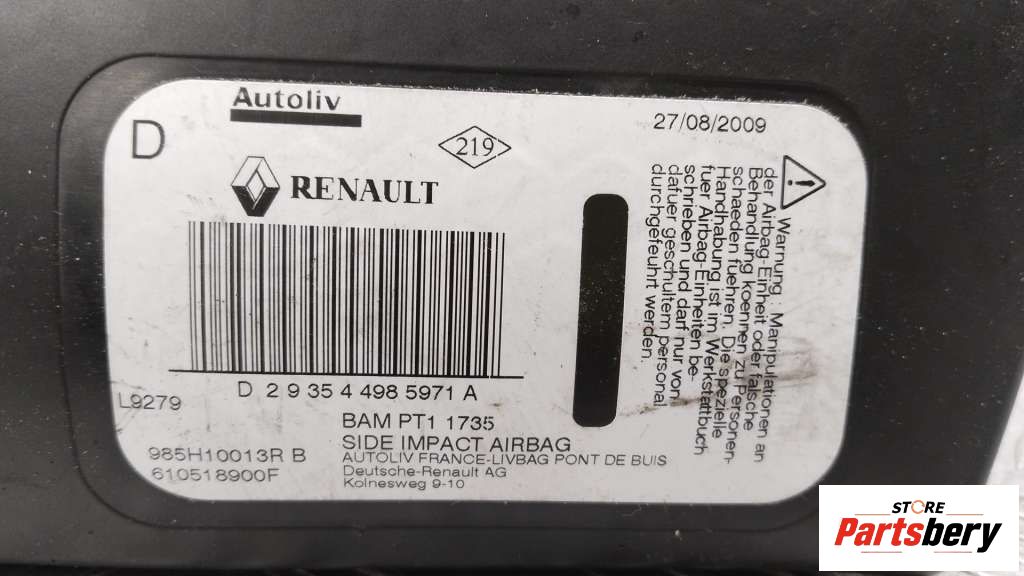 Autoliv
D
219
27/08/2009
RENAULT
D 2 9 35 4 498 5971 A
L9279
BAM PT1 1735
SIDE IMPACT AIRBAG
985H10013R B
AUTOLIV FRANCE-LIVBAG PONT DE BUIS
610518900F
Deutsche-Renault AG
Kolnesweg 9-10
Warnung : Manipulationen an
der Airbag-Einheit oder falsche
Behandlung koennen zu Personen-
schaeden fuehren. Die spezielle
Handhabung ist im Werkstattbuch
fuer Airbag-Einheiten be-
schrieben und darf nur von
dafuer geschultem personal
durchgefeuhrt werden.
STORE
Partsbery